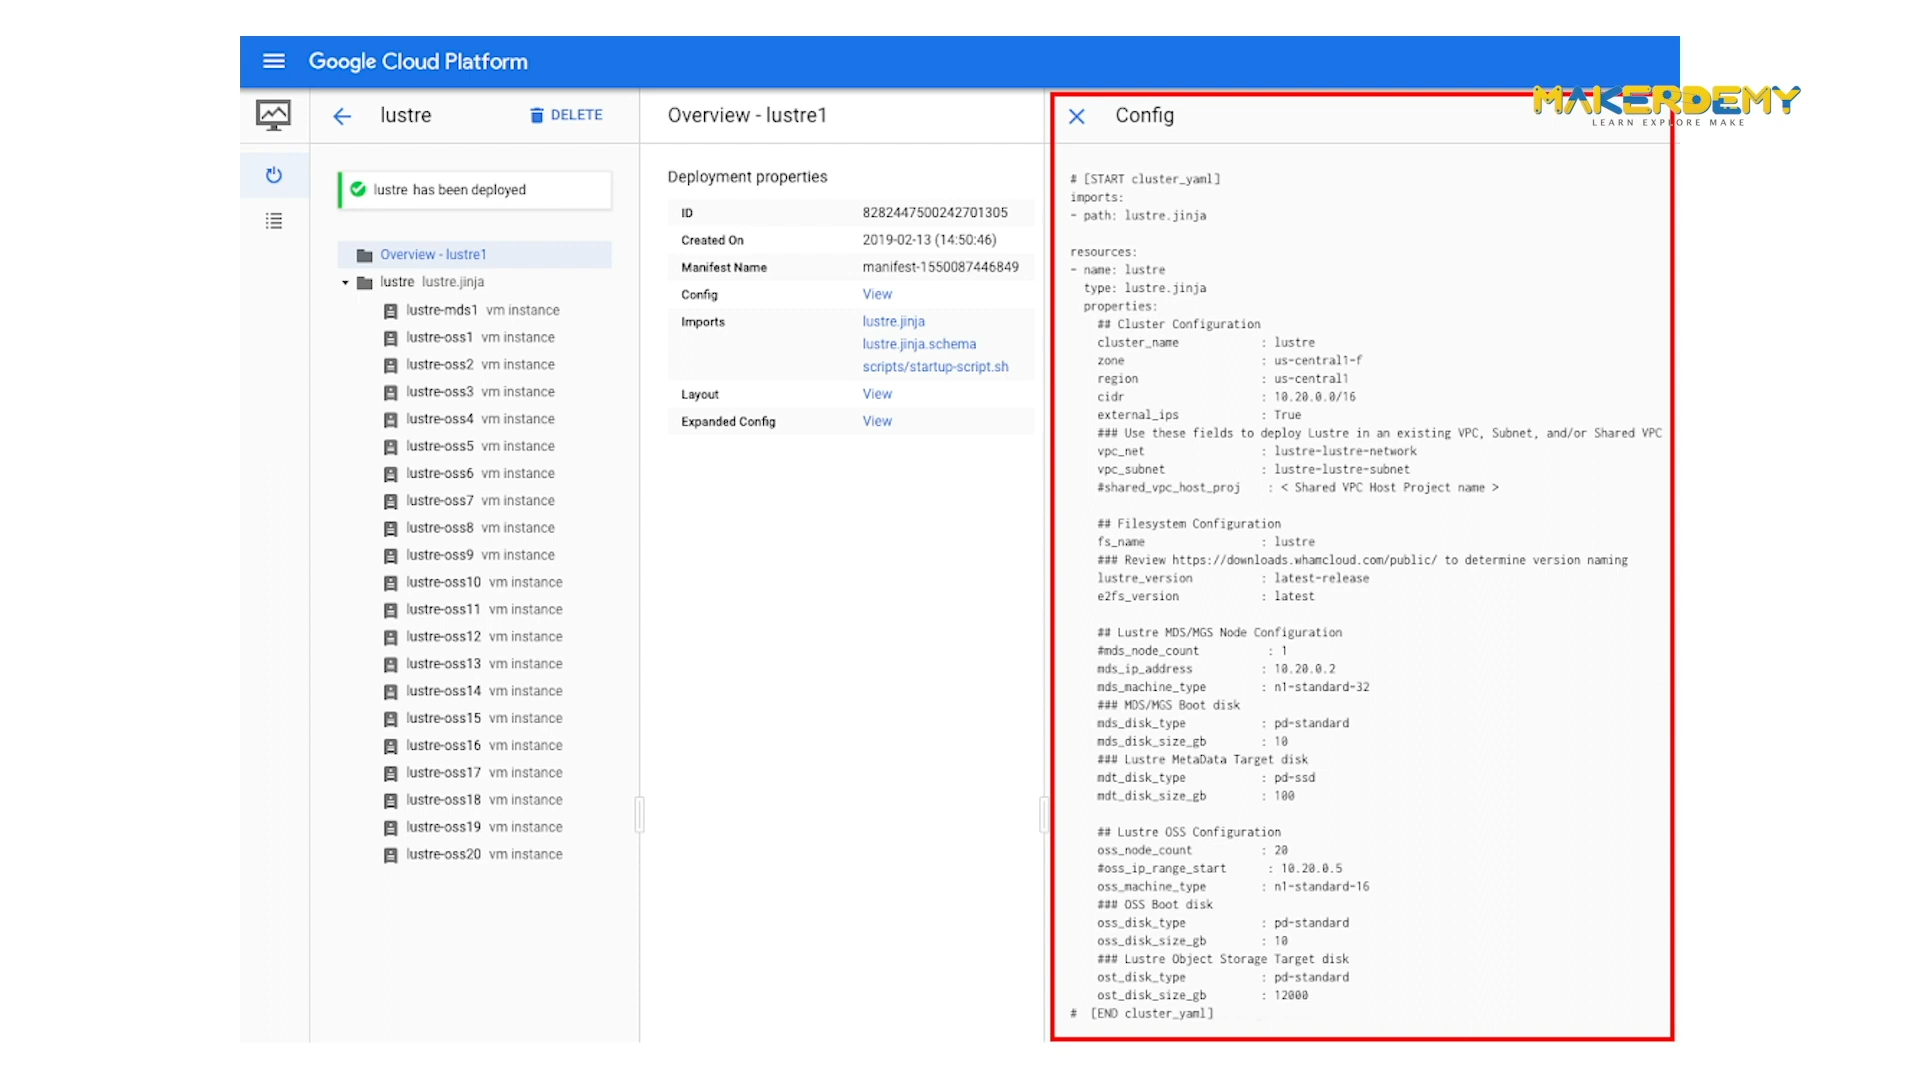 Google Cloud Platform
MAKERDEMY
LEARN EXPLORE MAKE
lustre
DELETE
lustre has been deployed
Overview - lustre1
lustre lustre.jinja
lustre-mds1 vm instance
lustre-oss1 vm instance
lustre-oss2 vm instance
lustre-oss3 vm instance
lustre-oss4 vm instance
lustre-oss5 vm instance
lustre-oss6 vm instance
lustre-oss7 vm instance
lustre-oss8 vm instance
lustre-oss9 vm instance
lustre-oss10 vm instance
lustre-oss11 vm instance
lustre-oss12 vm instance
lustre-oss13 vm instance
lustre-oss14 vm instance
lustre-oss15 vm instance
lustre-oss16 vm instance
lustre-oss17 vm instance
lustre-oss18 vm instance
lustre-oss19 vm instance
lustre-oss20 vm instance
Overview - lustre1
Deployment properties
ID 8282447500242701305
Created On 2019-02-13 (14:50:46)
Manifest Name manifest-1550087446849
Config View
Imports lustre.jinja
lustre.jinja.schema
scripts/startup-script.sh
Layout View
Expanded Config View
Config
# [START cluster_yaml]
imports:
- path: lustre.jinja
resources:
- name: lustre
type: lustre.jinja
properties:
## Cluster Configuration
cluster_name : lustre
zone : us-central1-f
region : us-central1
cidr : 10.20.0.0/16
external_ips : True
### Use these fields to deploy Lustre in an existing VPC, Subnet, and/or Shared VPC
vpc_net : lustre-lustre-network
vpc_subnet : lustre-lustre-subnet
#shared_vpc_host_proj : < Shared VPC Host Project name >
## Filesystem Configuration
fs_name : lustre
### Review https://downloads.whamcloud.com/public/ to determine version naming
lustre_version : latest-release
e2fs_version : latest
## Lustre MDS/MGS Node Configuration
#mds_node_count : 1
mds_ip_address : 10.20.0.2
mds_machine_type : n1-standard-32
### MDS/MGS Boot disk
mds_disk_type : pd-standard
mds_disk_size_gb : 10
### Lustre MetaData Target disk
mdt_disk_type : pd-ssd
mdt_disk_size_gb : 100
## Lustre OSS Configuration
oss_node_count : 20
#oss_ip_range_start : 10.20.0.5
oss_machine_type : n1-standard-16
### OSS Boot disk
oss_disk_type : pd-standard
oss_disk_size_gb : 10
### Lustre Object Storage Target disk
ost_disk_type : pd-standard
ost_disk_size_gb : 12000
# [END cluster_yaml]